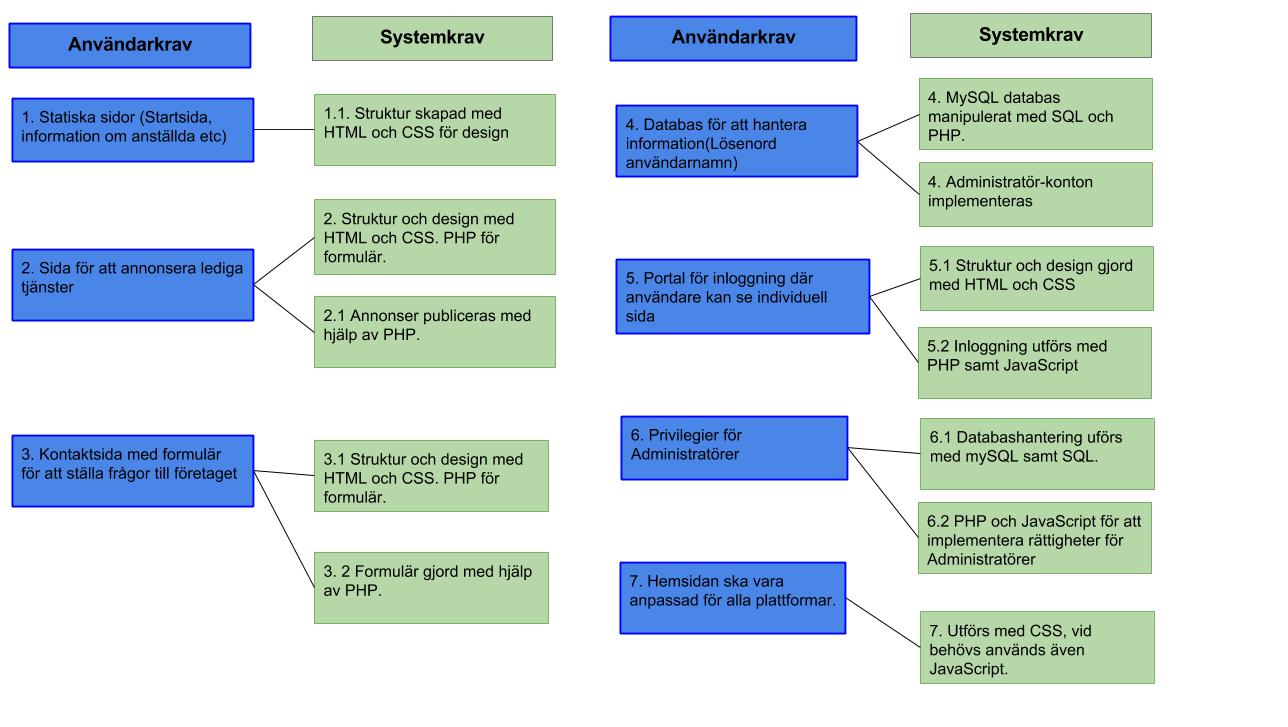 Användarkrav
Systemkrav
1. Statiska sidor (Startsida,
information om anställda etc)
1.1. Struktur skapad med
HTML och CSS för design
2. Sida för att annonsera lediga
tjänster
2. Struktur och design med
HTML och CSS. PHP för
formulär.
2.1 Annonser publiceras med
hjälp av PHP.
3. Kontaktsida med formulär
för att ställa frågor till företaget
3.1 Struktur och design med
HTML och CSS. PHP för
formulär.
3. 2 Formulär gjord med hjälp
av PHP.
Användarkrav
Systemkrav
4. Databas för att hantera
information(Lösenord
användarnamn)
4. MySQL databas
manipulerat med SQL och
PHP.
4. Administratör-konton
implementeras
5. Portal för inloggning där
användare kan se individuell
sida
5.1 Struktur och design gjord
med HTML och CSS
5.2 Inloggning utförs med
PHP samt JavaScript
6. Privilegier för
Administratörer
6.1 Databashantering uförs
med mySQL samt SQL.
6.2 PHP och JavaScript för att
implementera rättigheter för
Administratörer
7. Hemsidan ska vara
anpassad för alla plattformar.
7. Utförs med CSS, vid
behövs används även
JavaScript.